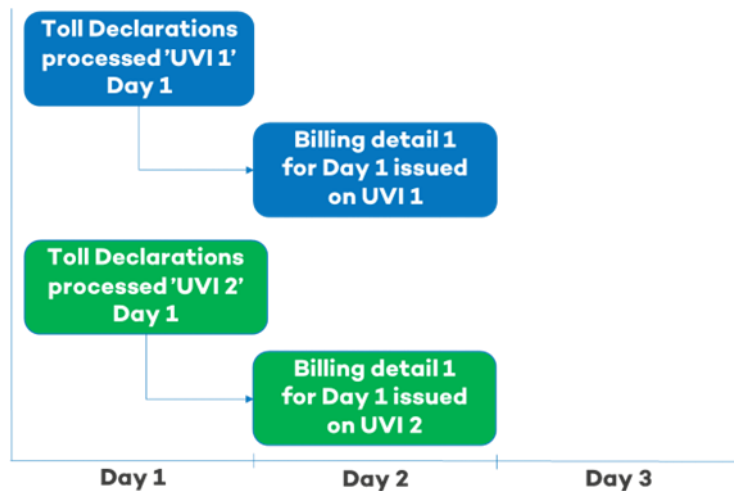 Toll Declarations
processed ’UVI 1’
Day 1
Billing detail 1
for Day 1 issued
on UVI 1
Toll Declarations
processed ’UVI 2’
Day 1
Billing detail 1
for Day 1 issued
on UVI 2
Day 1 Day 2 Day 3